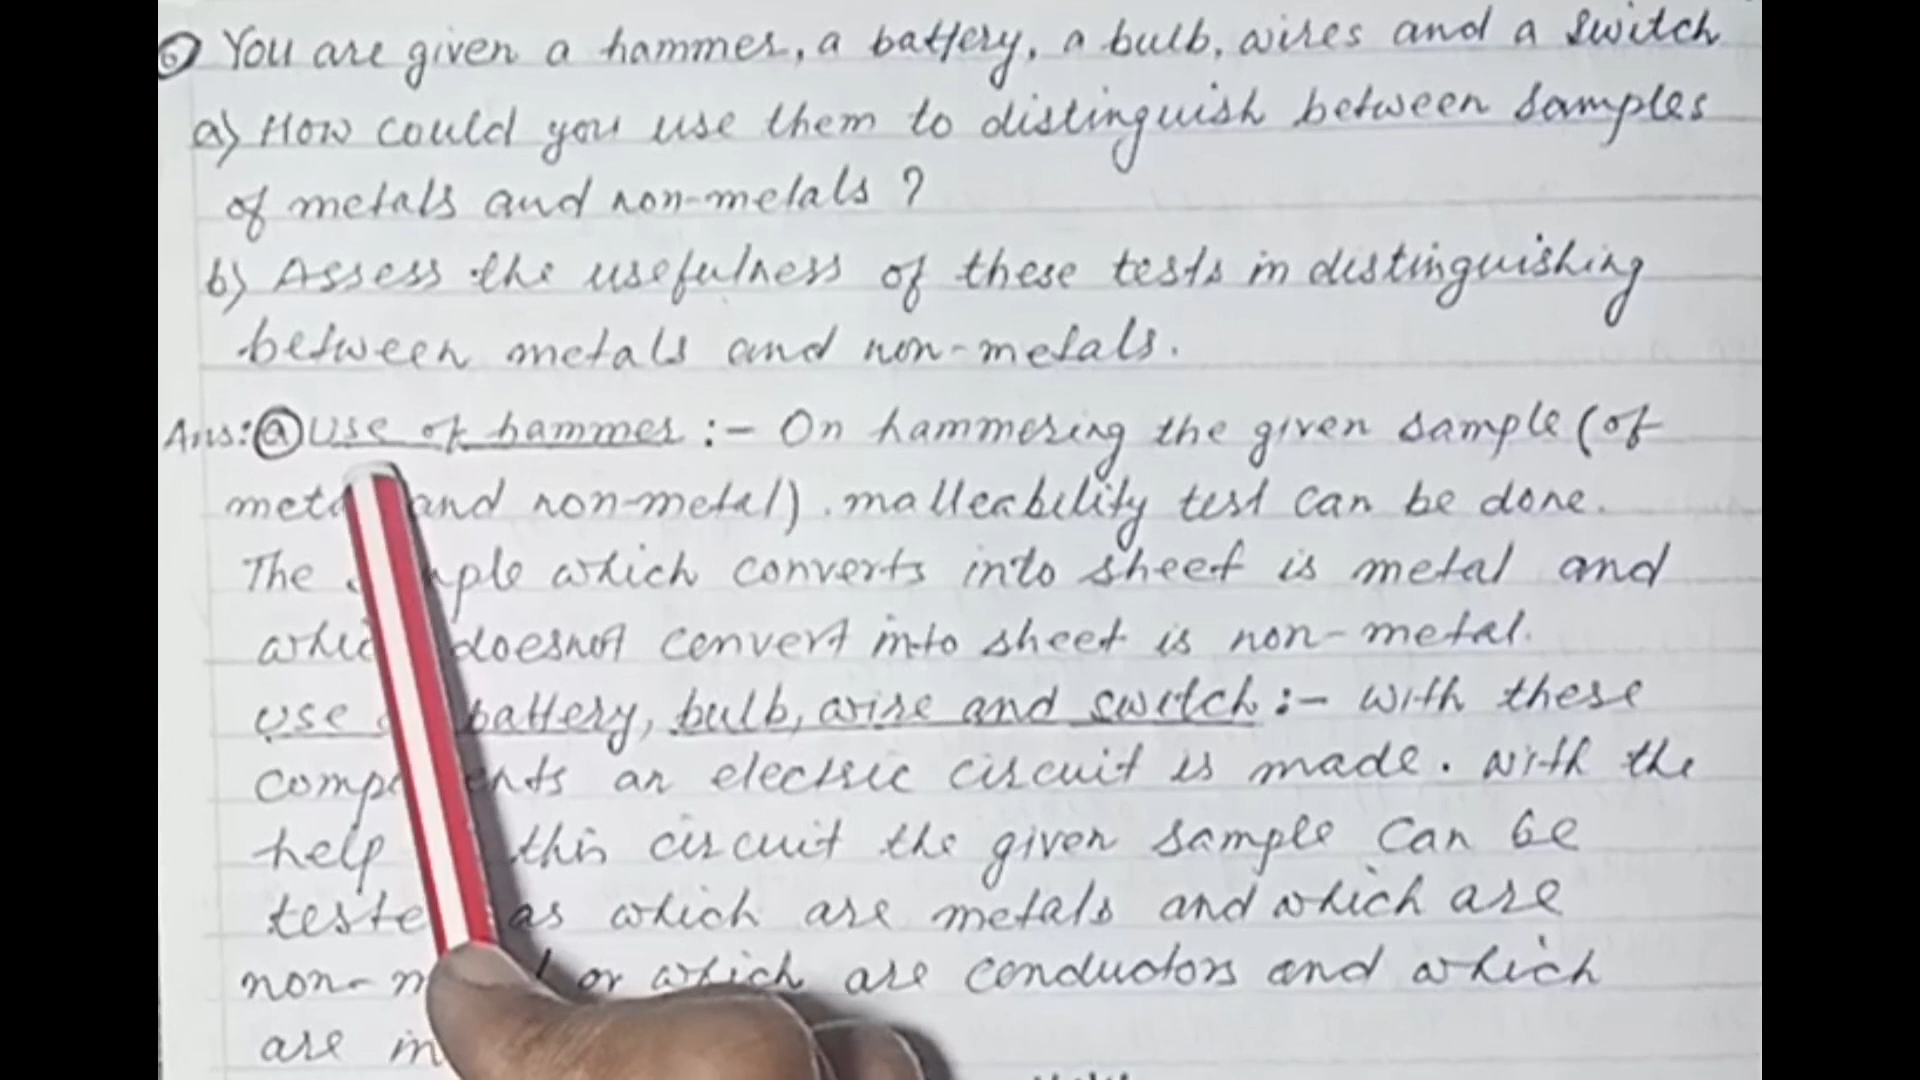 6) You are given a hammer, a battery, a bulb, wires and a switch
a) How could you use them to distinguish between samples
of metals and non-metals ?
b) Assess the usefulness of these tests in distinguishing
between metals and non-metals.
Ans: (a) Use of hammer :- On hammering the given sample (of
and non-metal). malleability test can be done.
The which converts into sheet is metal and
doesnot convert into sheet is non-metal.
use battery, bulb, wire and switch :- With these
an electric circuit is made. With the
help this circuit the given sample can be
as which are metals and which are
or which are conductors and which
are